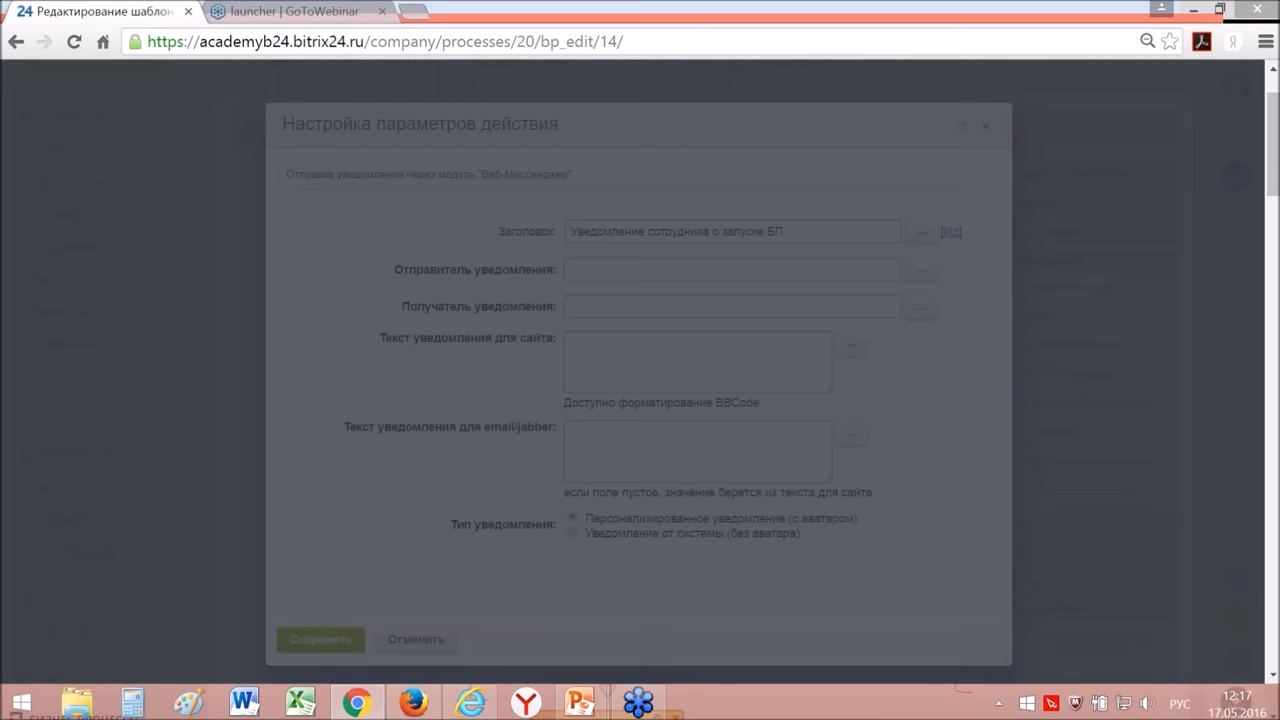 24 Редактирование шаблон
launcher | GoToWebinar
https://academyb24.bitrix24.ru/company/processes/20/bp_edit/14/
Настройка параметров действия
Отправка уведомления через модуль "Веб-Мессенджер"
Заголовок: Уведомление сотрудника о запуске БП ... [Ид]
Отправитель уведомления: ...
Получатель уведомления: ...
Текст уведомления для сайта: ...
Доступно форматирование BBCode
Текст уведомления для email/jabber: ...
если поле пустое, значение берется из текста для сайта
Тип уведомления: Персонализированное уведомление (с аватаром)
Уведомление от системы (без аватара)
Сохранить Отменить
РУС
12:17
17.05.2016